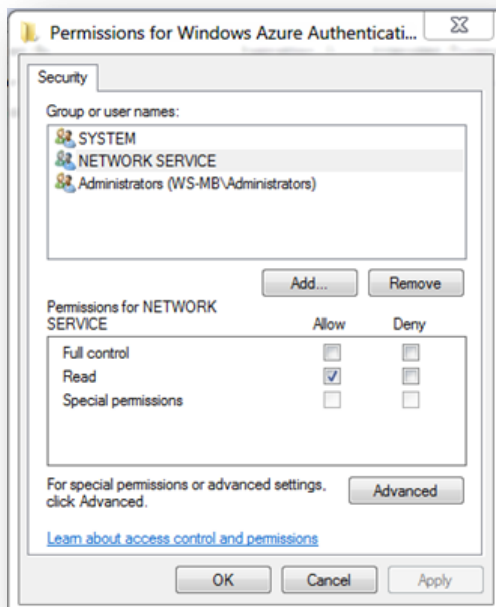 Permissions for Windows Azure Authenticati...
Security
Group or user names:
SYSTEM
NETWORK SERVICE
Administrators (WS-MB\Administrators)
Add... Remove
Permissions for NETWORK
SERVICE Allow Deny
Full control
Read
Special permissions
For special permissions or advanced settings,
click Advanced. Advanced
Learn about access control and permissions
OK Cancel Apply